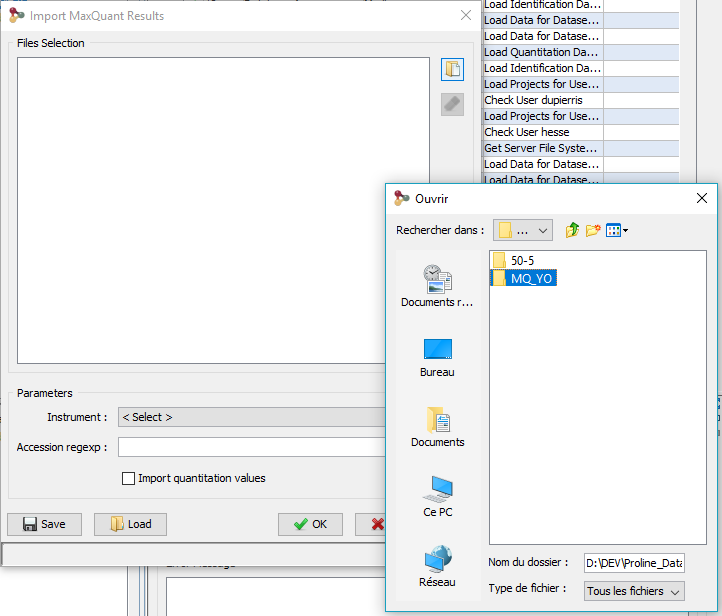 Import MaxQuant Results
Files Selection
Parameters
Instrument :
< Select >
Accession regexp :
Import quantitation values
Save
Load
OK
Load Identification Da...
Load Data for Datase...
Load Data for Datase...
Load Quantitation Da...
Load Identification Da...
Load Projects for Use...
Check User dupierris
Load Projects for Use...
Check User hesse
Get Server File Syste...
Load Data for Datase...
Load Data for Datase...
Ouvrir
Rechercher dans :
...
50-5
MQ_YO
Documents r...
Bureau
Documents
Ce PC
Réseau
Nom du dossier :
D:\DEV\Proline_Data
Type de fichier :
Tous les fichiers